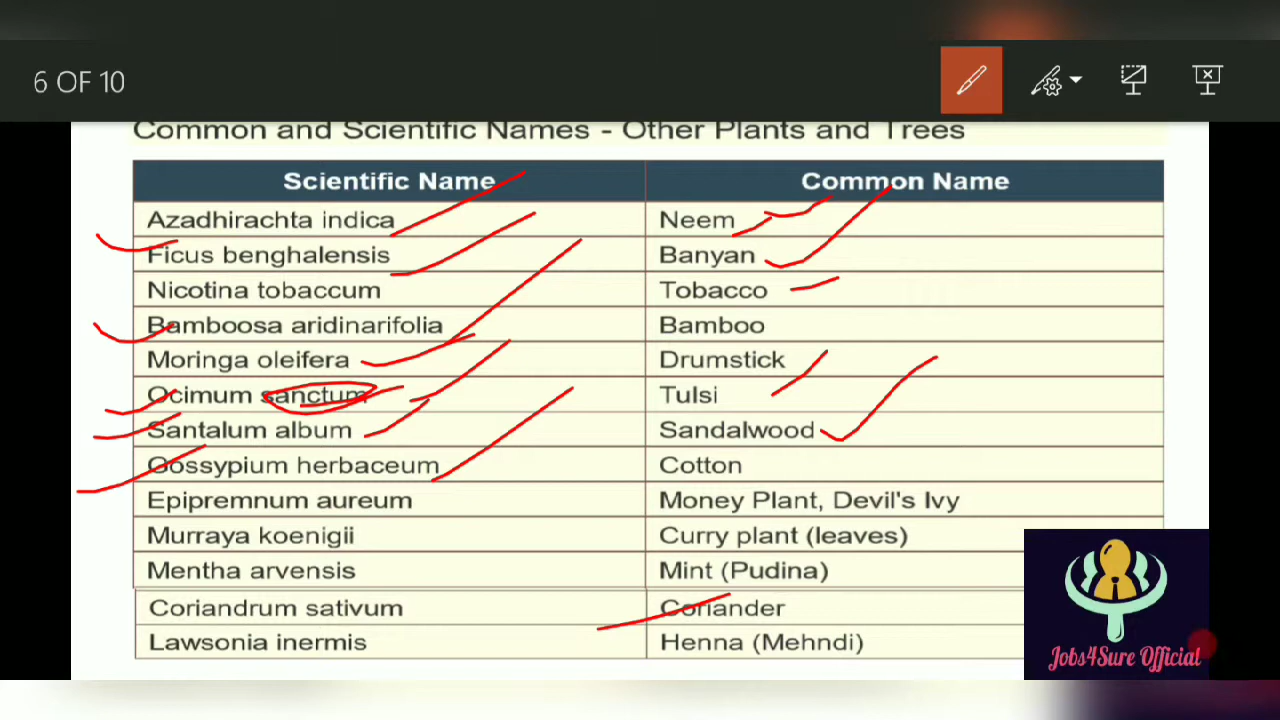 6 OF 10
Common and Scientific Names - Other Plants and Trees
Scientific Name Common Name
Azadhirachta indica Neem
Ficus benghalensis Banyan
Nicotina tobaccum Tobacco
Bamboosa aridinarifolia Bamboo
Moringa oleifera Drumstick
Ocimum sanctum Tulsi
Santalum album Sandalwood
Gossypium herbaceum Cotton
Epipremnum aureum Money Plant, Devil's Ivy
Murraya koenigii Curry plant (leaves)
Mentha arvensis Mint (Pudina)
Coriandrum sativum Coriander
Lawsonia inermis Henna (Mehndi)
Jobs4Sure Official